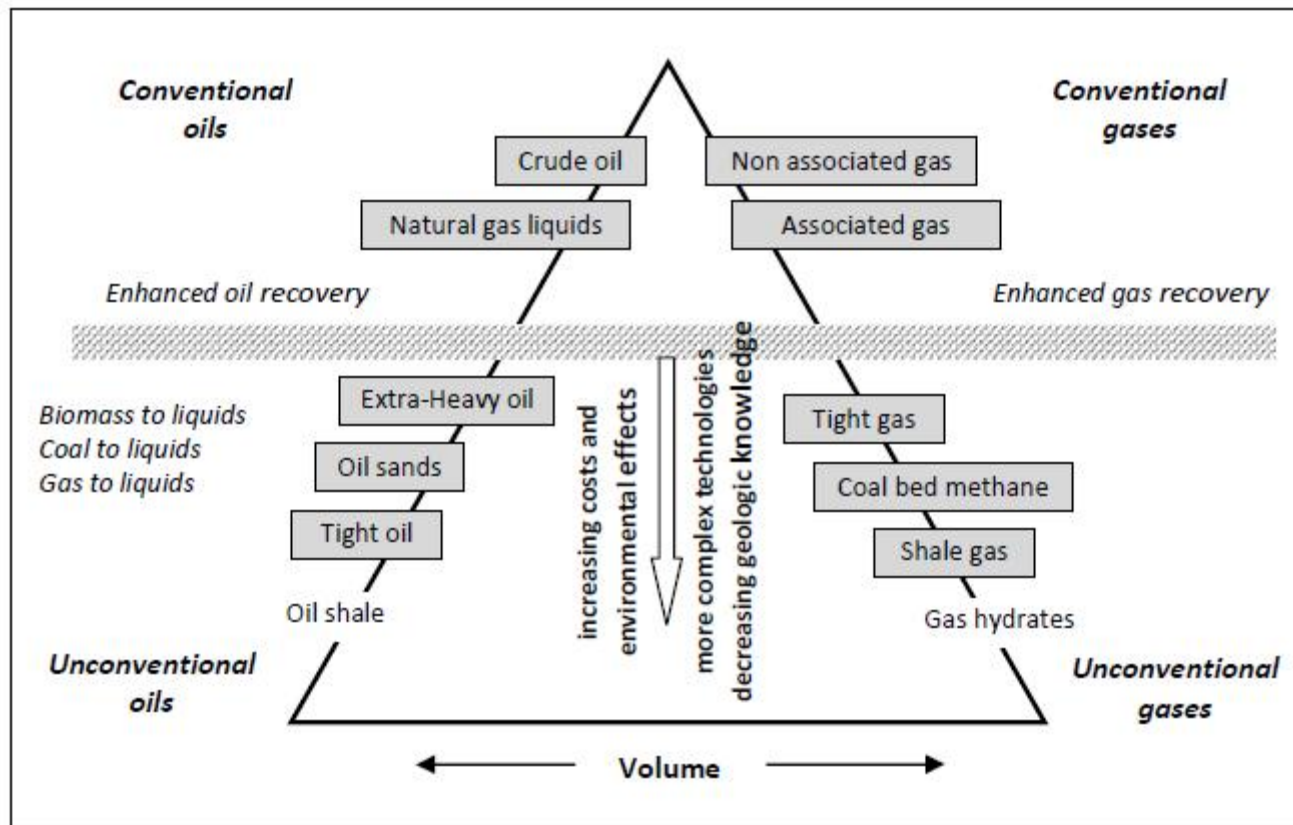 Conventional
oils
Conventional
gases
Crude oil
Non associated gas
Natural gas liquids
Associated gas
Enhanced oil recovery
Enhanced gas recovery
Extra-Heavy oil
Biomass to liquids
Coal to liquids
Gas to liquids
Oil sands
Tight oil
increasing costs and
environmental effects
more complex technologies
decreasing geologic knowledge
Tight gas
Coal bed methane
Shale gas
Oil shale
Gas hydrates
Unconventional
oils
Unconventional
gases
Volume